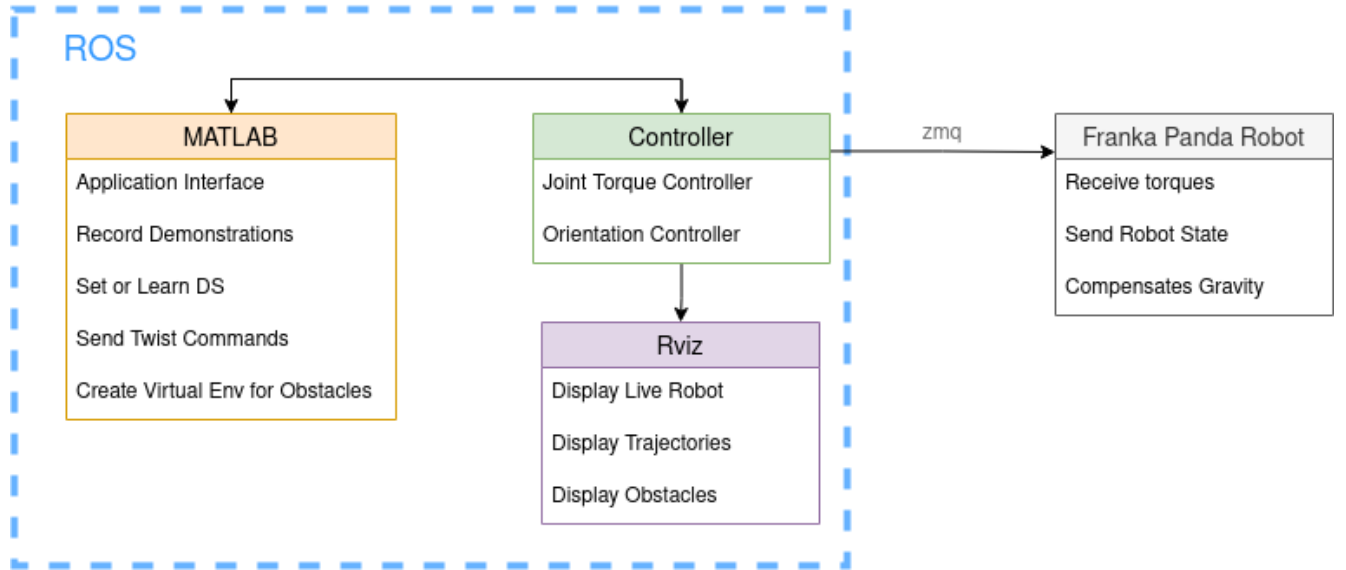 ROS
MATLAB
Application Interface
Record Demonstrations
Set or Learn DS
Send Twist Commands
Create Virtual Env for Obstacles
Controller
Joint Torque Controller
Orientation Controller
Rviz
Display Live Robot
Display Trajectories
Display Obstacles
zmq
Franka Panda Robot
Receive torques
Send Robot State
Compensates Gravity